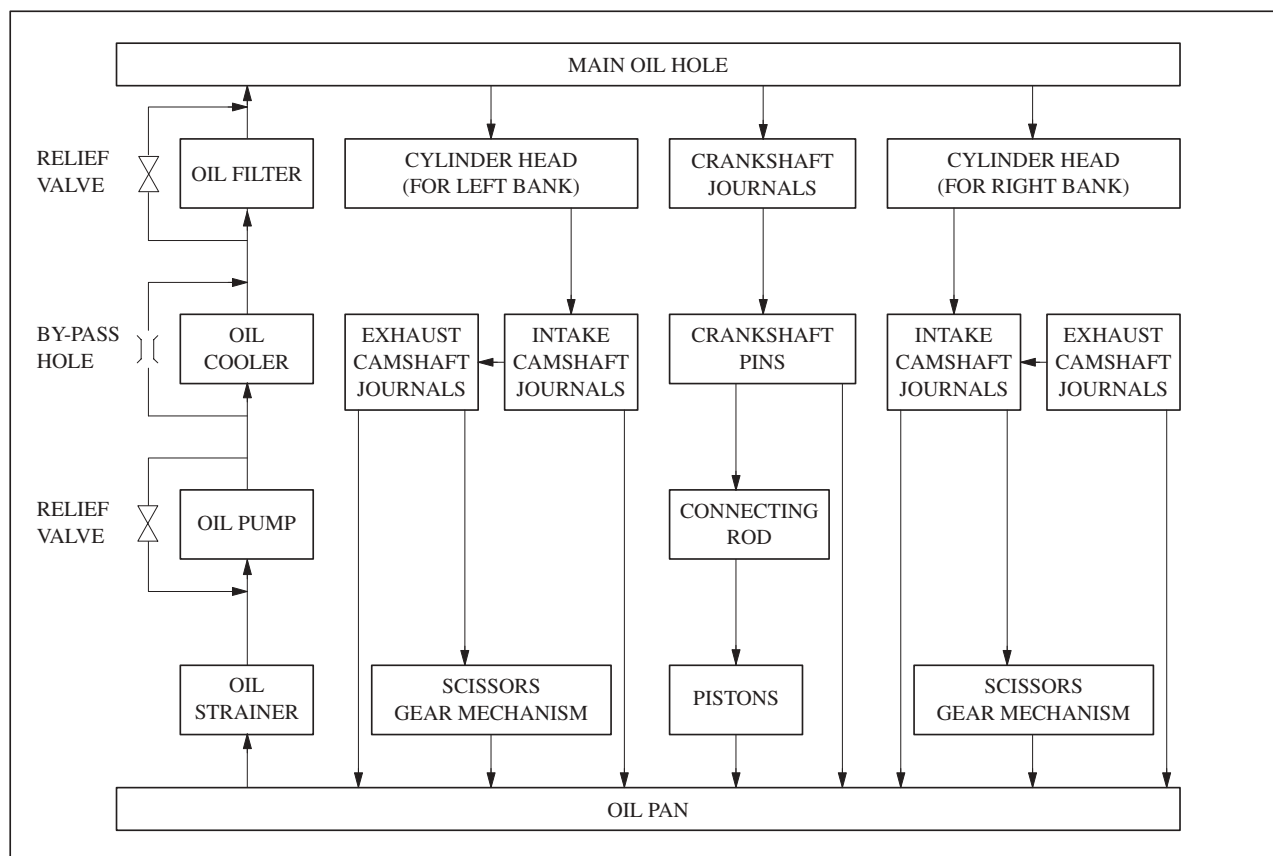 MAIN OIL HOLE
RELIEF
VALVE
OIL FILTER
CYLINDER HEAD
(FOR LEFT BANK)
CRANKSHAFT
JOURNALS
CYLINDER HEAD
(FOR RIGHT BANK)
BY-PASS
HOLE
OIL
COOLER
EXHAUST
CAMSHAFT
JOURNALS
INTAKE
CAMSHAFT
JOURNALS
CRANKSHAFT
PINS
INTAKE
CAMSHAFT
JOURNALS
EXHAUST
CAMSHAFT
JOURNALS
RELIEF
VALVE
OIL PUMP
CONNECTING
ROD
OIL
STRAINER
SCISSORS
GEAR MECHANISM
PISTONS
SCISSORS
GEAR MECHANISM
OIL PAN